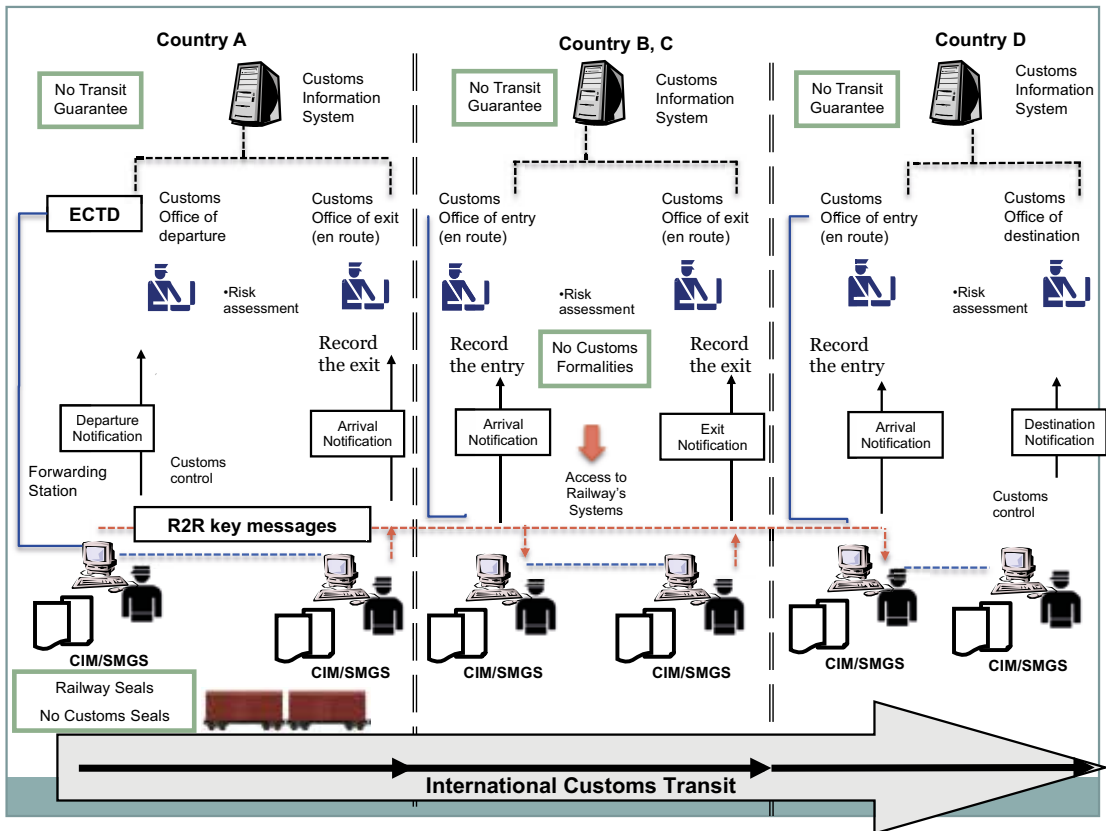 Country A
Country B, C
Country D
No Transit
Guarantee
Customs
Information
System
No Transit
Guarantee
Customs
Information
System
No Transit
Guarantee
Customs
Information
System
ECTD
Customs
Office of
departure
Customs
Office of exit
(en route)
Customs
Office of entry
(en route)
Customs
Office of exit
(en route)
Customs
Office of entry
(en route)
Customs
Office of
destination
•Risk
assessment
•Risk
assessment
•Risk
assessment
Record
the exit
Record
the entry
No Customs
Formalities
Record
the exit
Record
the entry
Departure
Notification
Arrival
Notification
Arrival
Notification
Exit
Notification
Arrival
Notification
Destination
Notification
Forwarding
Station
Customs
control
Access to
Railway's
Systems
Customs
control
R2R key messages
CIM/SMGS
CIM/SMGS
CIM/SMGS
CIM/SMGS
CIM/SMGS
CIM/SMGS
Railway Seals
No Customs Seals
International Customs Transit